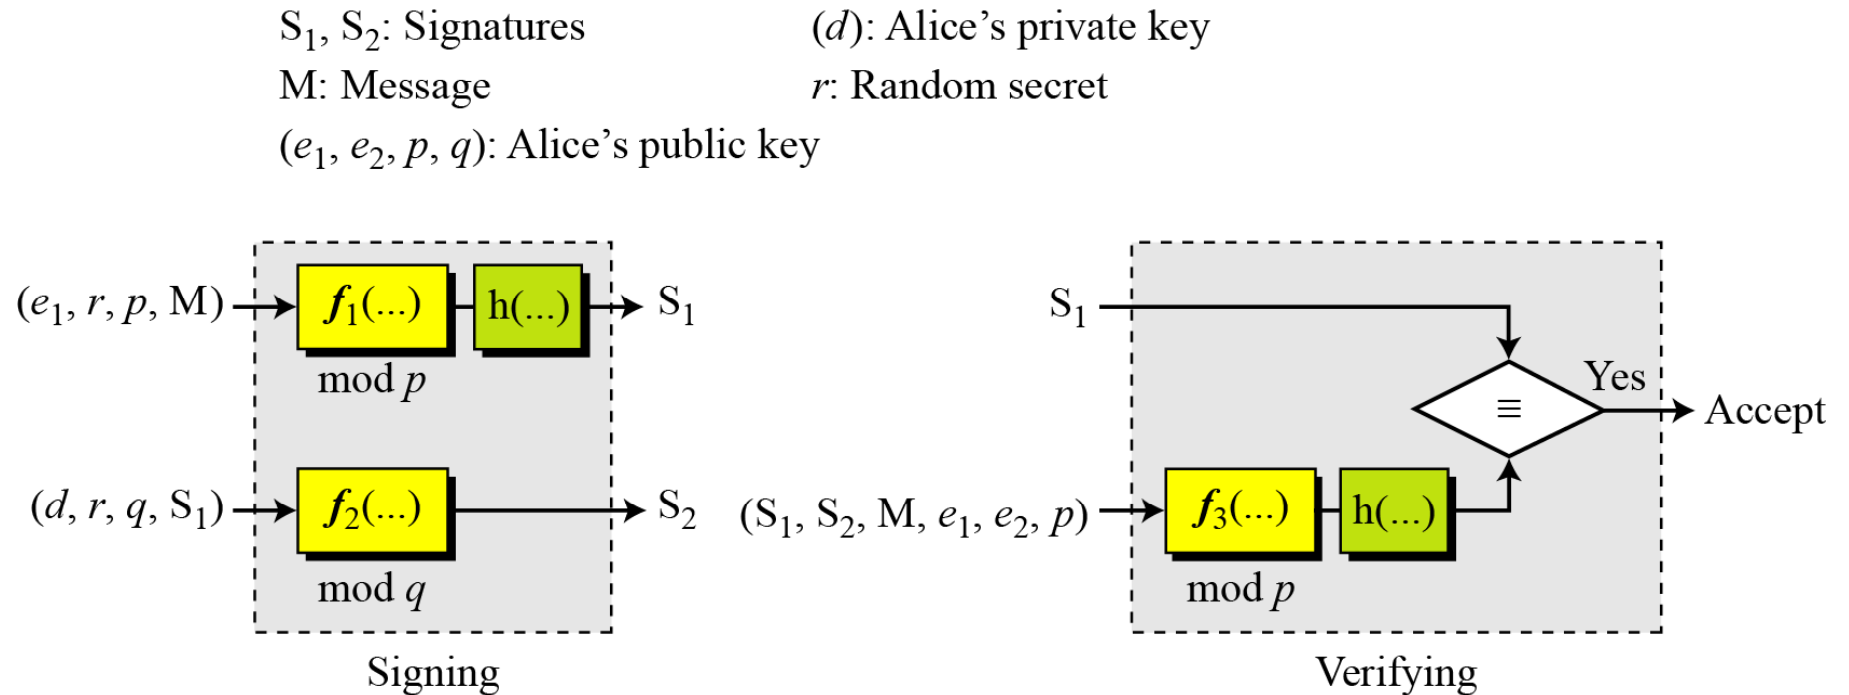 S₁, S₂: Signatures (d): Alice’s private key
M: Message r: Random secret
(e₁, e₂, p, q): Alice’s public key
(e₁, r, p, M) f₁(...) h(...) S₁
mod p
(d, r, q, S₁) f₂(...) S₂
mod q
Signing
S₁
≡ Yes Accept
(S₁, S₂, M, e₁, e₂, p) f₃(...) h(...)
mod p
Verifying